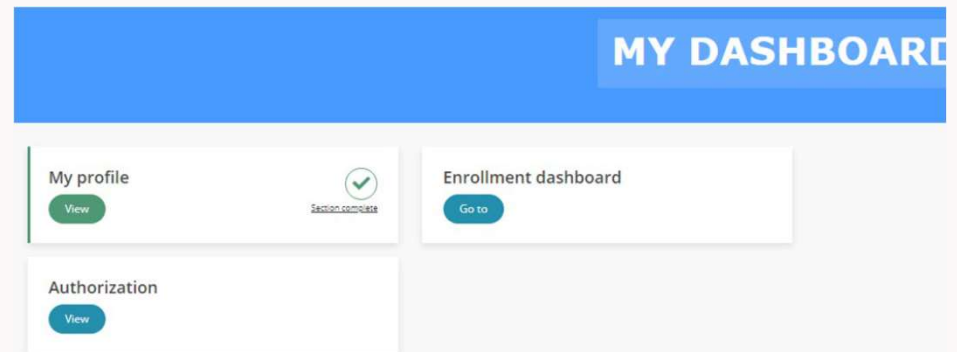 MY DASHBOARD
My profile
View
Section complete
Enrollment dashboard
Go to
Authorization
View